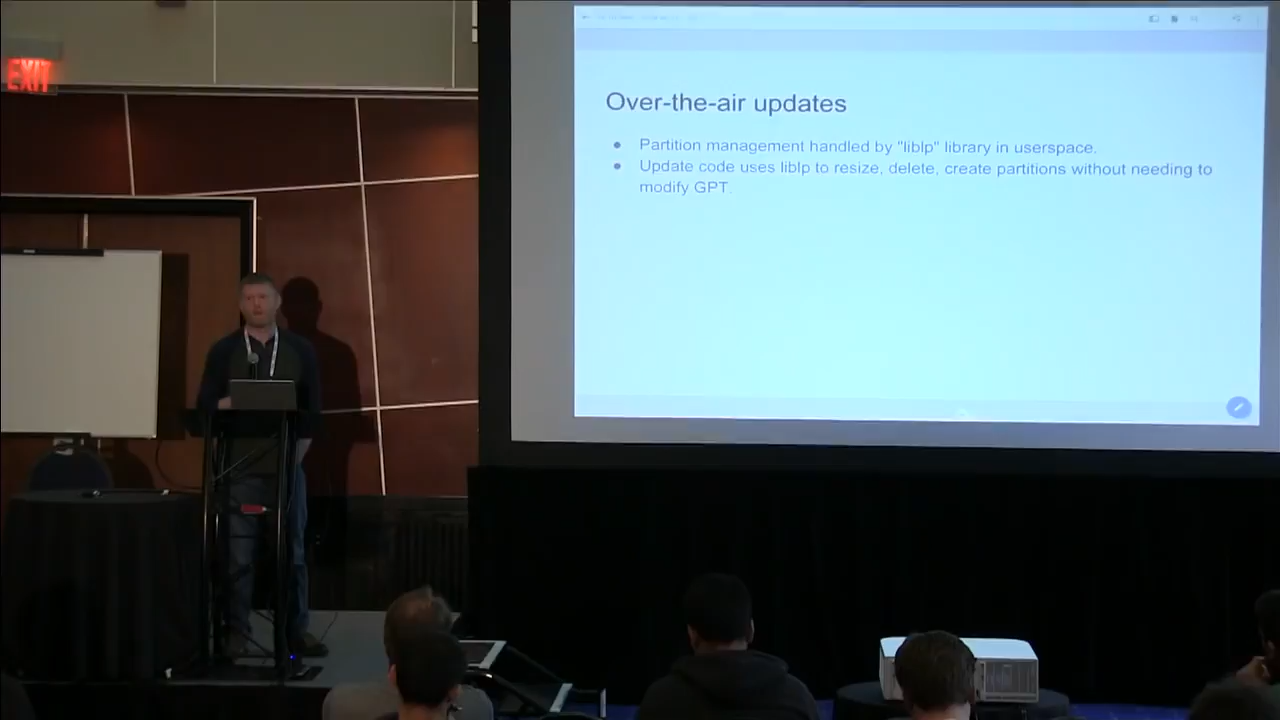 EXIT
Over-the-air updates
Partition management handled by "liblp" library in userspace.
Update code uses liblp to resize, delete, create partitions without needing to
modify GPT.